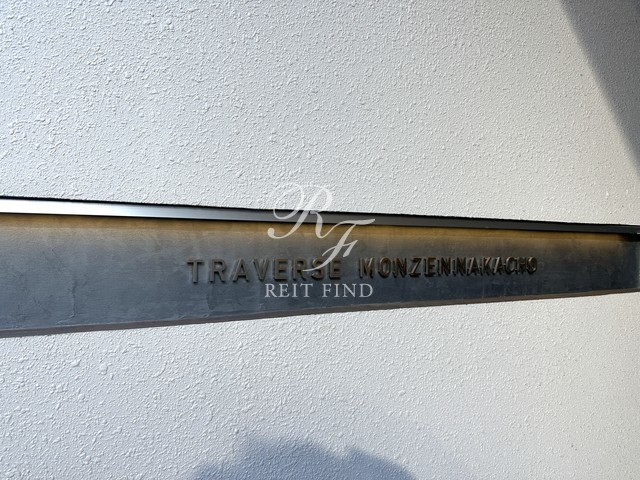 RF
TRAVERSE MONZENNAKACHO
REIT FIND